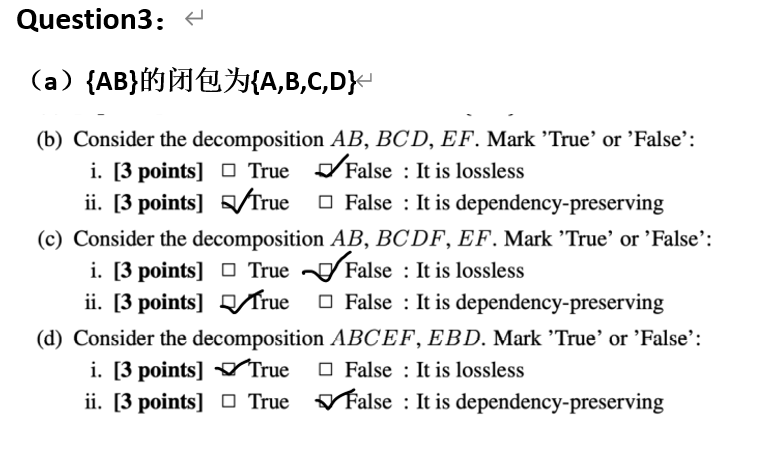 Question3：
（a）{AB}的闭包为{A,B,C,D}
(b) Consider the decomposition AB, BCD, EF. Mark ’True’ or ’False’:
i. [3 points] □ True ☑ False : It is lossless
ii. [3 points] ☑ True □ False : It is dependency-preserving
(c) Consider the decomposition AB, BCDF, EF. Mark ’True’ or ’False’:
i. [3 points] □ True ☑ False : It is lossless
ii. [3 points] ☑ True □ False : It is dependency-preserving
(d) Consider the decomposition ABCEF, EBD. Mark ’True’ or ’False’:
i. [3 points] ☑ True □ False : It is lossless
ii. [3 points] □ True ☑ False : It is dependency-preserving